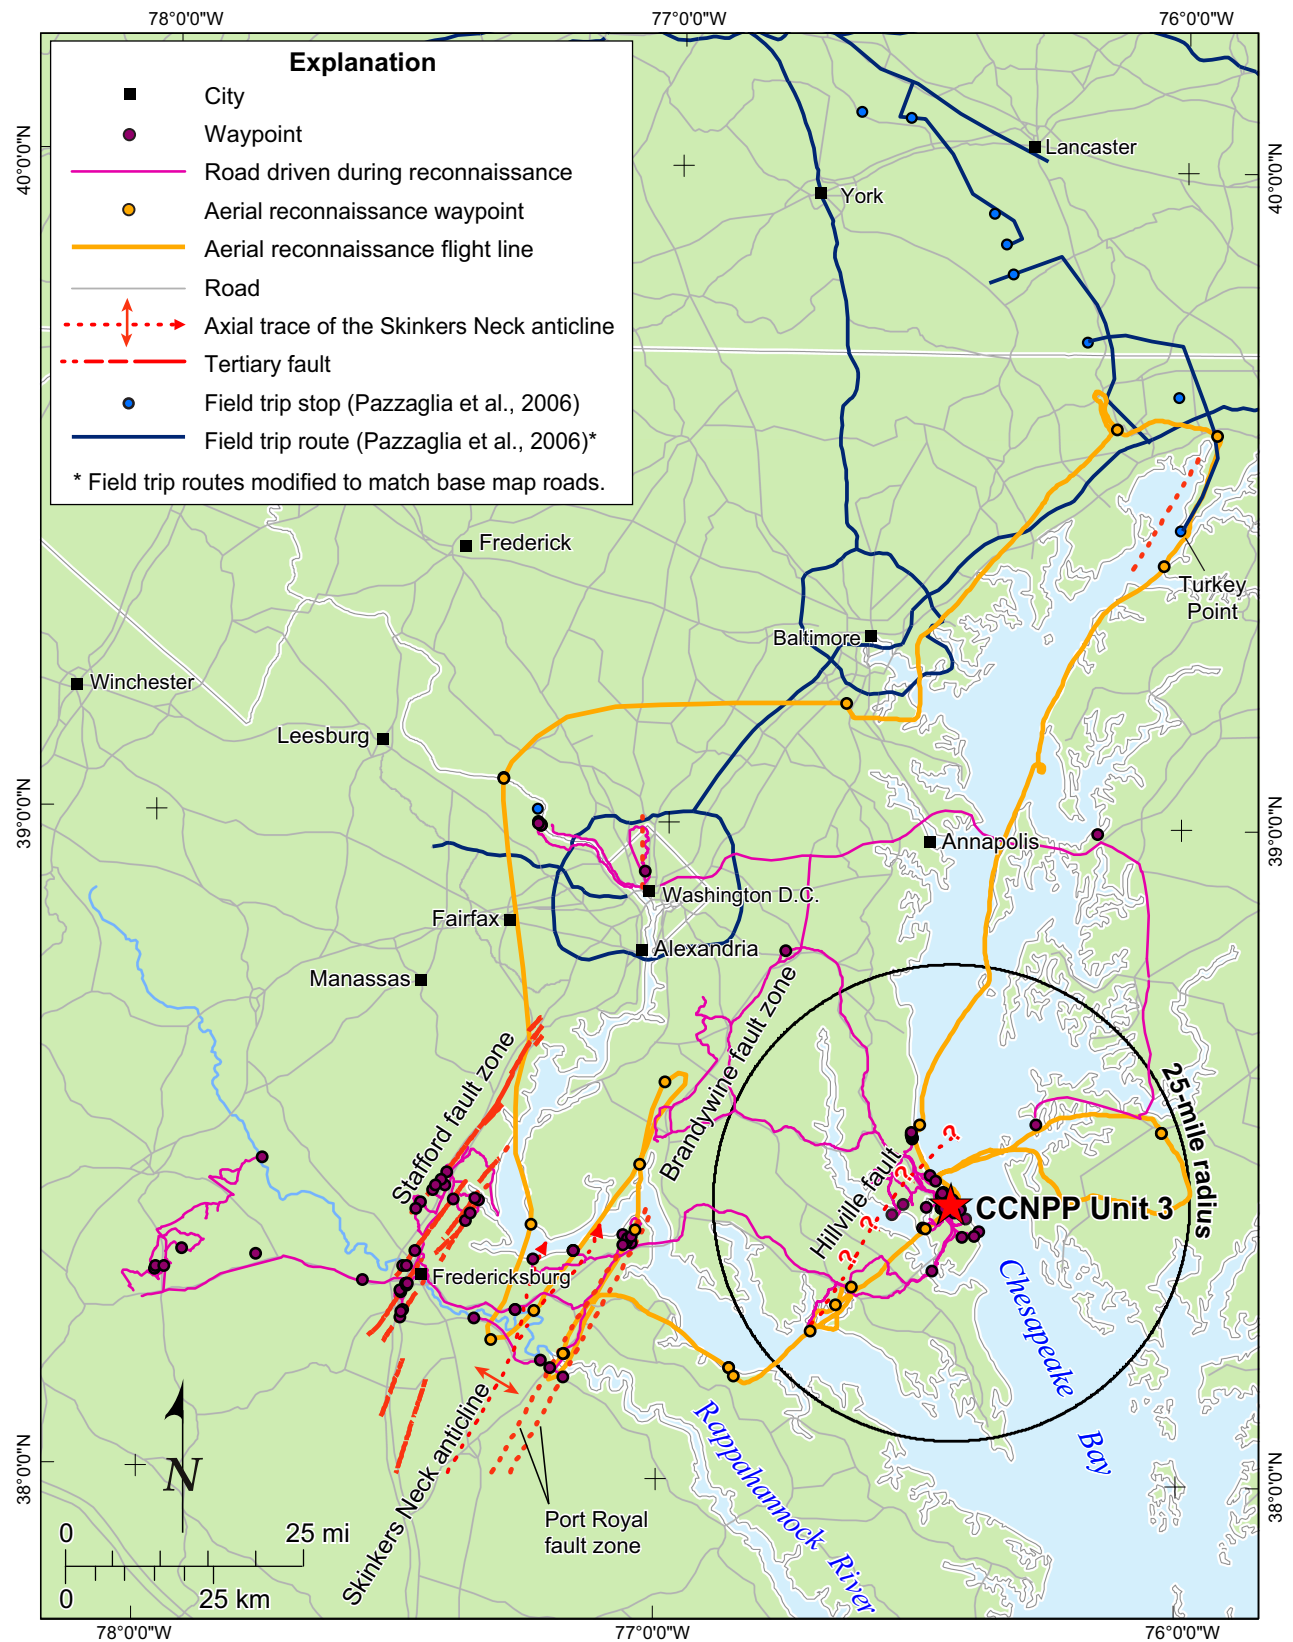 78°0'0"W
77°0'0"W
76°0'0"W
Explanation
City
Waypoint
Road driven during reconnaissance
Aerial reconnaissance waypoint
Aerial reconnaissance flight line
Road
Axial trace of the Skinkers Neck anticline
Tertiary fault
Field trip stop (Pazzaglia et al., 2006)
Field trip route (Pazzaglia et al., 2006)*
* Field trip routes modified to match base map roads.
40°0'0"N
40°0'0"N
Lancaster
York
Frederick
Turkey
Point
Baltimore
Winchester
Leesburg
39°0'0"N
39°0'0"N
Annapolis
Washington D.C.
Fairfax
Alexandria
Manassas
Stafford fault zone
Brandywine fault zone
25-mile radius
Hillville fault
?
?
?
?
CCNPP Unit 3
Fredericksburg
Chesapeake
Bay
Skinkers Neck anticline
Rappahannock
River
Port Royal
fault zone
38°0'0"N
38°0'0"N
N
0
25 mi
0
25 km
78°0'0"W
77°0'0"W
76°0'0"W